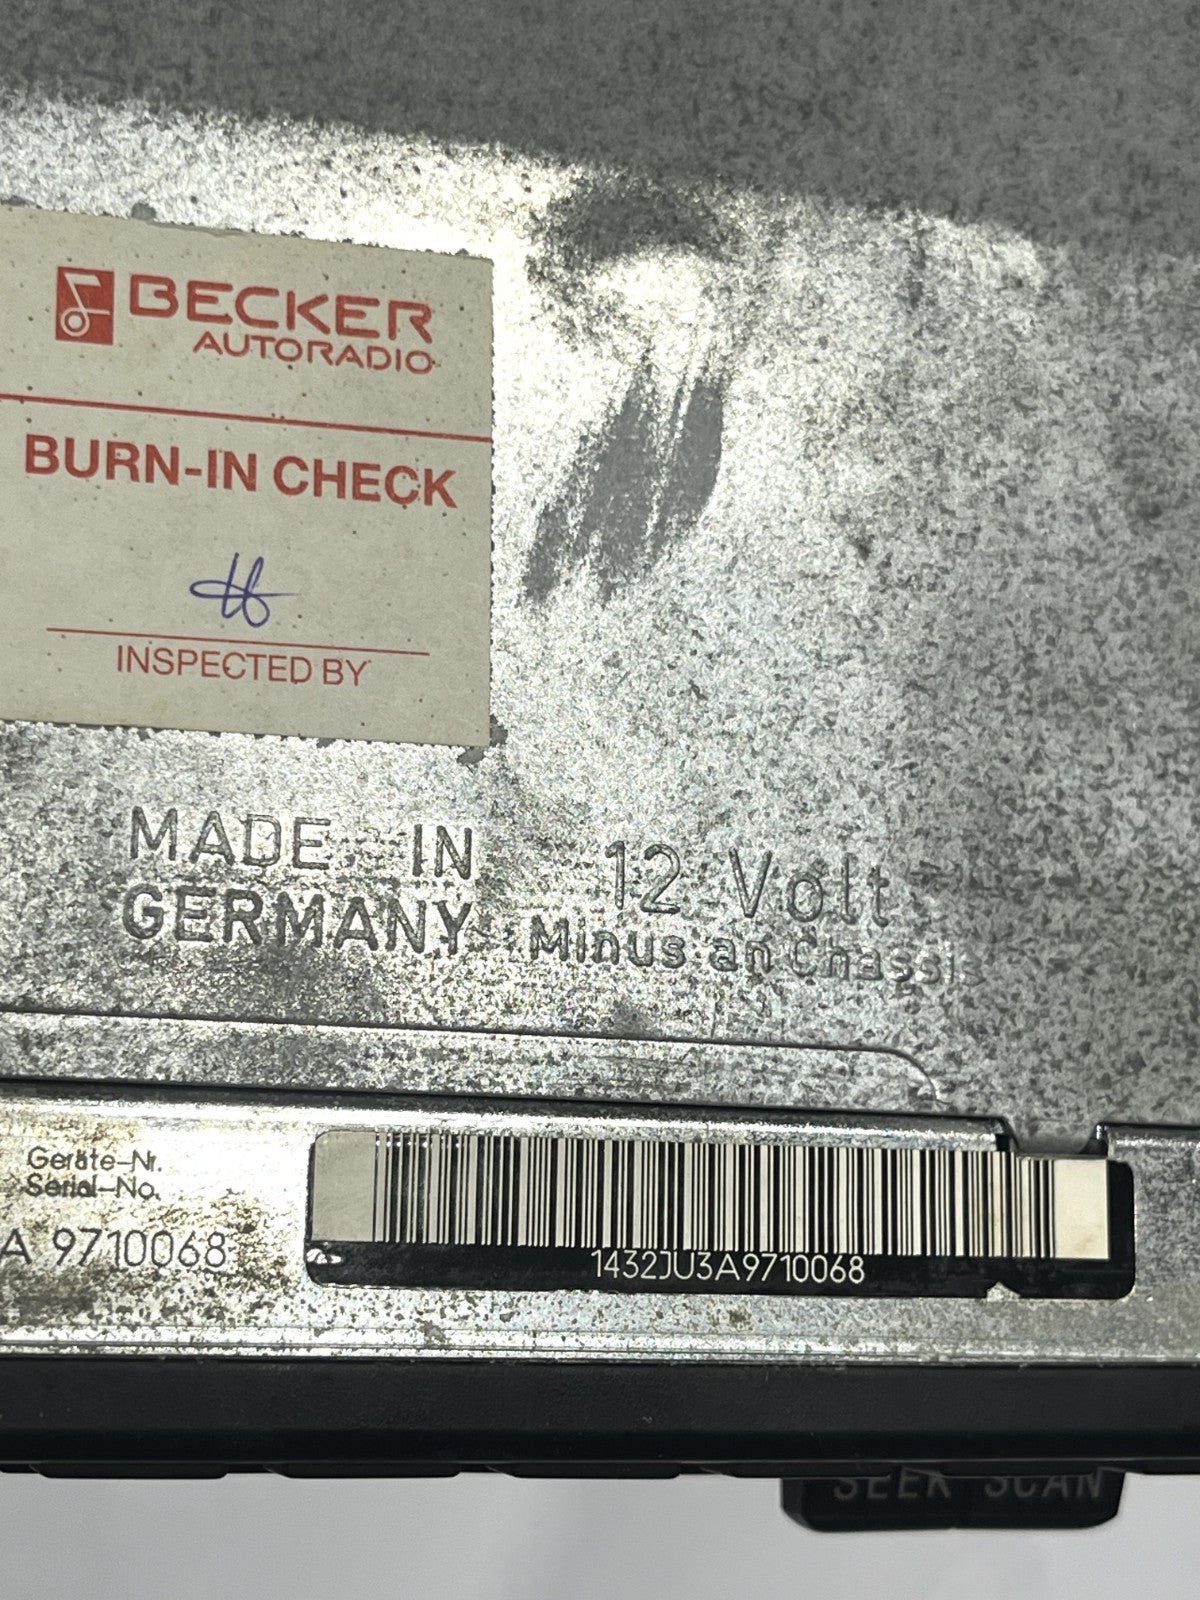 BECKER
AUTORADIO
BURN-IN CHECK
INSPECTED BY
MADE IN
GERMANY
12 Volt
Minus an Chassis
Geräte-Nr.
Serial-No.
A 9710068
1432JU3A9710068
SEEK SCAN